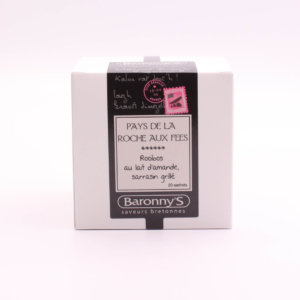 PAYS DE LA
ROCHE AUX FEES
Rooibos
au lait d'amande,
sarrasin grillé
20 sachets
Baronny's
saveurs bretonnes